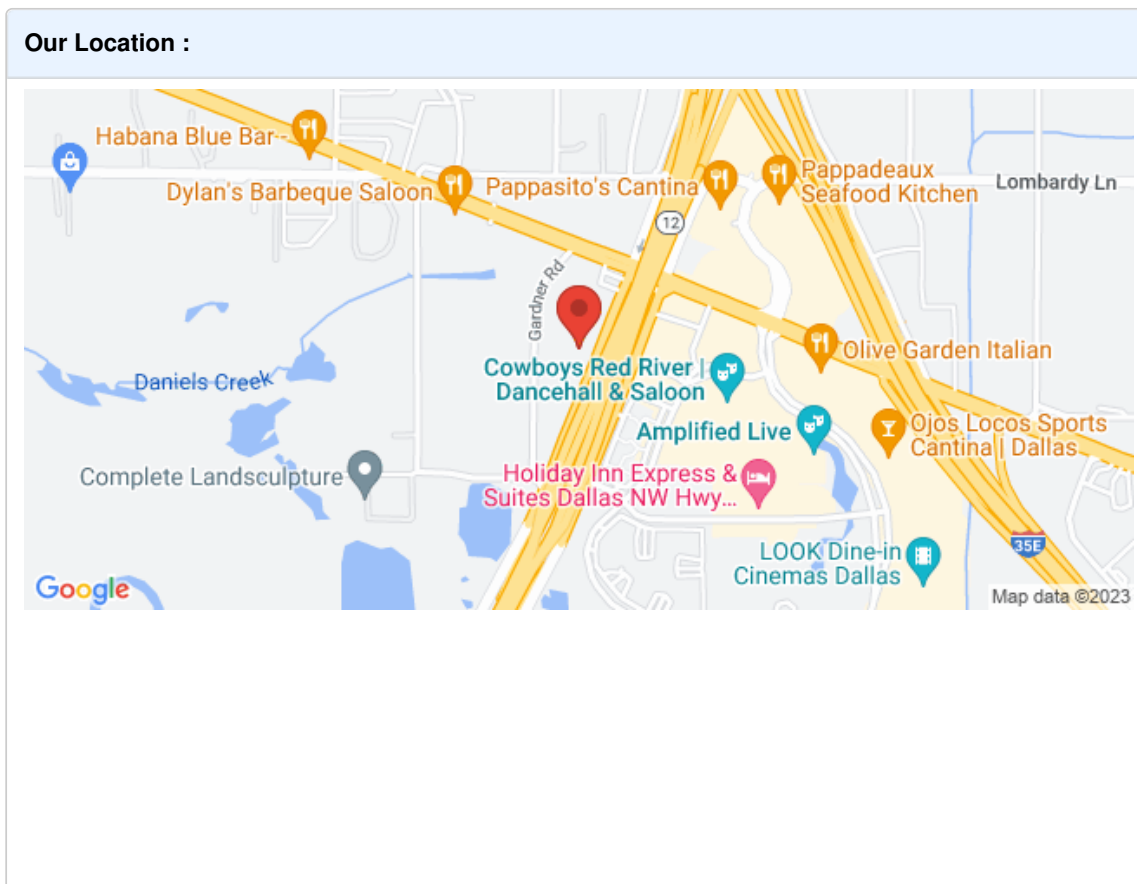 Our Location :
Habana Blue Bar
Dylan's Barbeque Saloon
Pappasito's Cantina
Pappadeaux
Seafood Kitchen
Lombardy Ln
12
Gardner Rd
Olive Garden Italian
Cowboys Red River |
Dancehall & Saloon
Daniels Creek
Amplified Live
Ojos Locos Sports
Cantina | Dallas
Complete Landsculpture
Holiday Inn Express &
Suites Dallas NW Hwy...
35E
LOOK Dine-in
Cinemas Dallas
Google
Map data ©2023